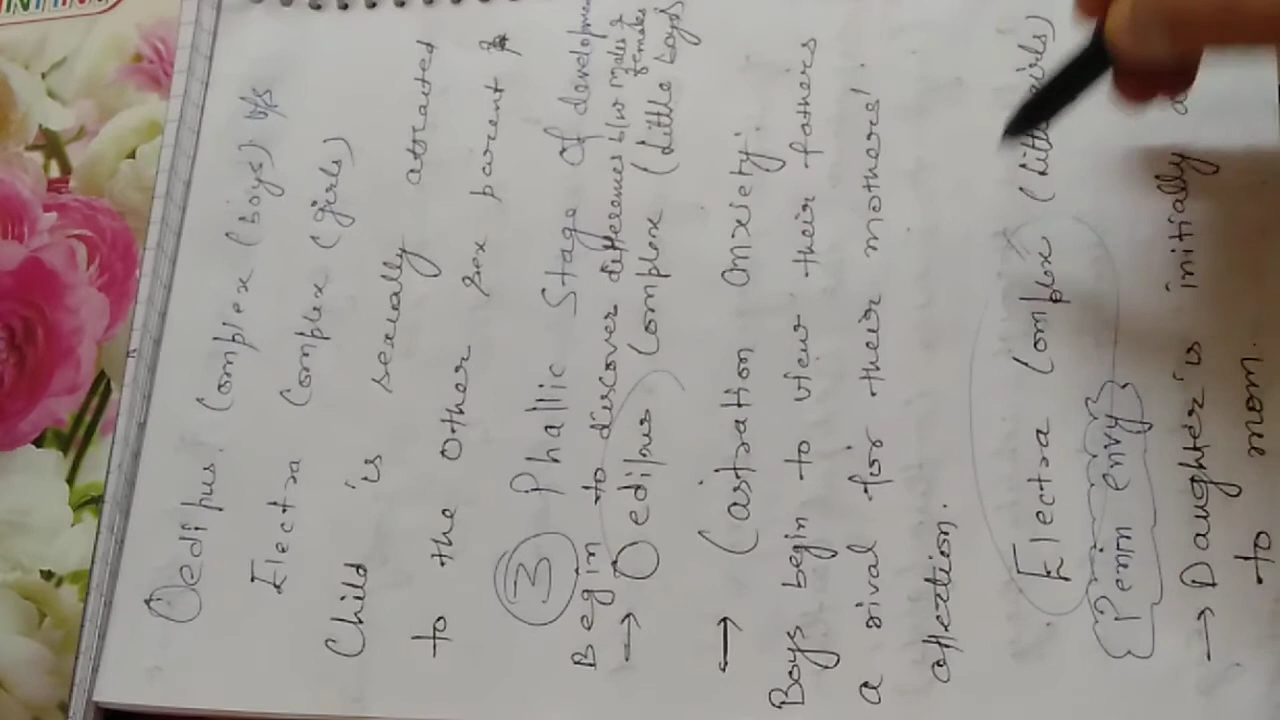 Oedipus Complex (boys) v/s
Electra Complex (girls)
Child is sexually attracted
to the other sex parent
③ Phallic Stage of developme
Begin to discover difference b/w males & females
→ Oedipus Complex (Little boys
→ Castration anxiety.
Boys begin to view their fathers
a rival for their mothers'
affection.
Electra Complex (Little girls)
{Penis envy}
→ Daughter is initially a
to mom.